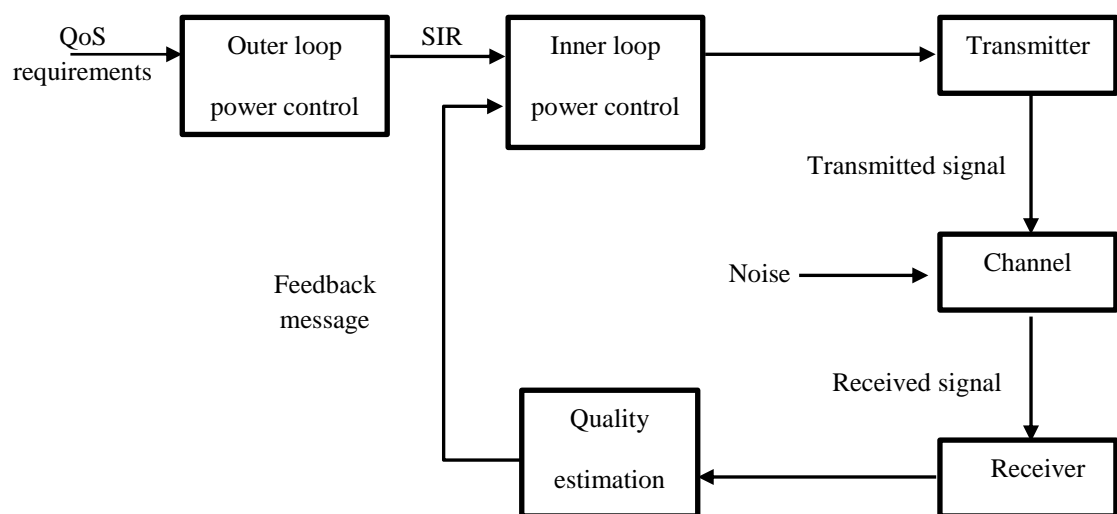 QoS
requirements
Outer loop
power control
SIR
Inner loop
power control
Transmitter
Transmitted signal
Noise
Channel
Feedback
message
Received signal
Quality
estimation
Receiver